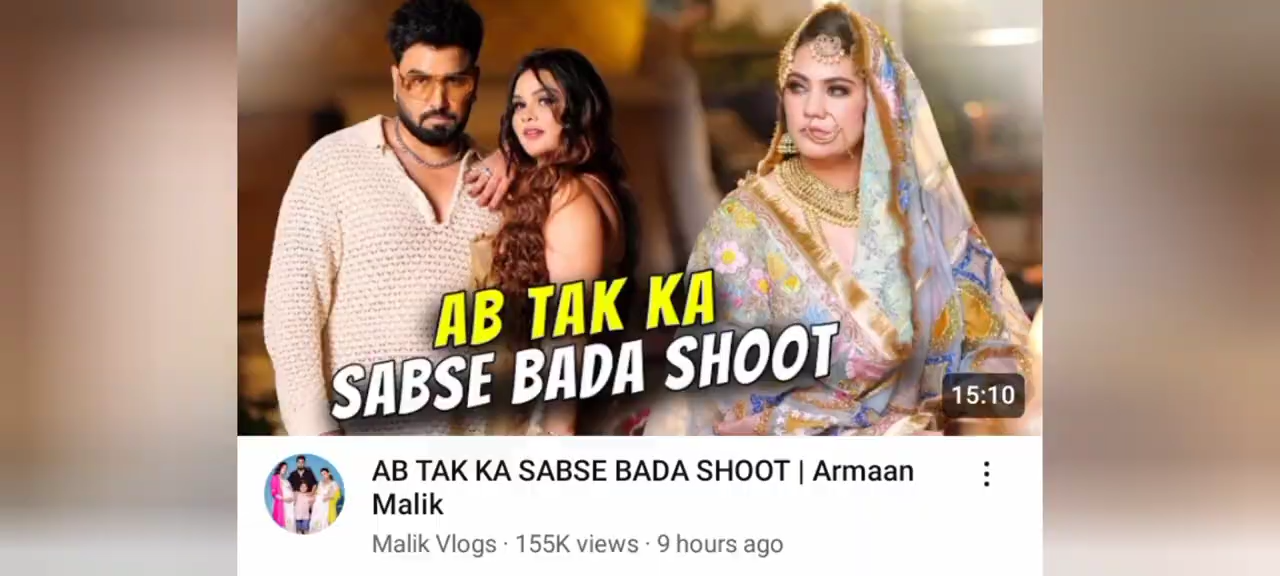 AB TAK KA
SABSE BADA SHOOT
15:10
AB TAK KA SABSE BADA SHOOT | Armaan
Malik
Malik Vlogs · 155K views · 9 hours ago